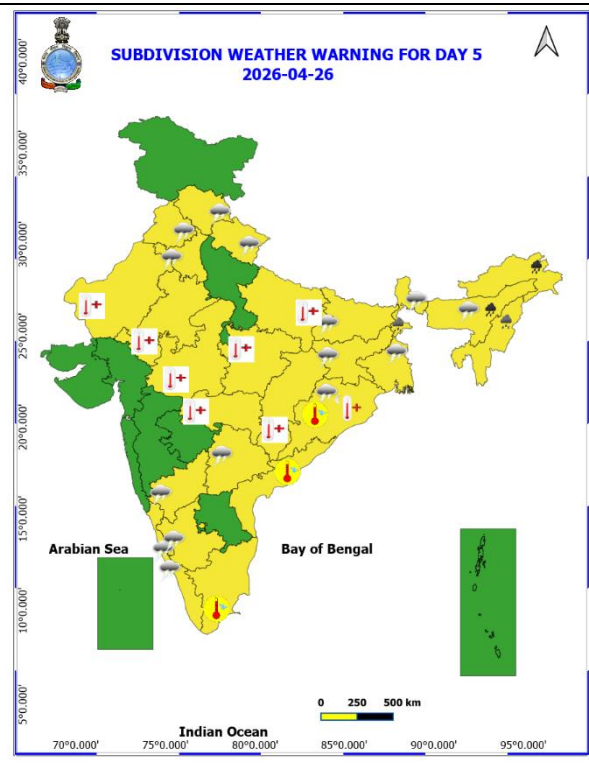 SUBDIVISION WEATHER WARNING FOR DAY 5
2026-04-26
40°0.000'
35°0.000'
30°0.000'
25°0.000'
20°0.000'
15°0.000'
10°0.000'
5°0.000'
Arabian Sea
Bay of Bengal
0 250 500 km
Indian Ocean
70°0.000' 75°0.000' 80°0.000' 85°0.000' 90°0.000' 95°0.000'